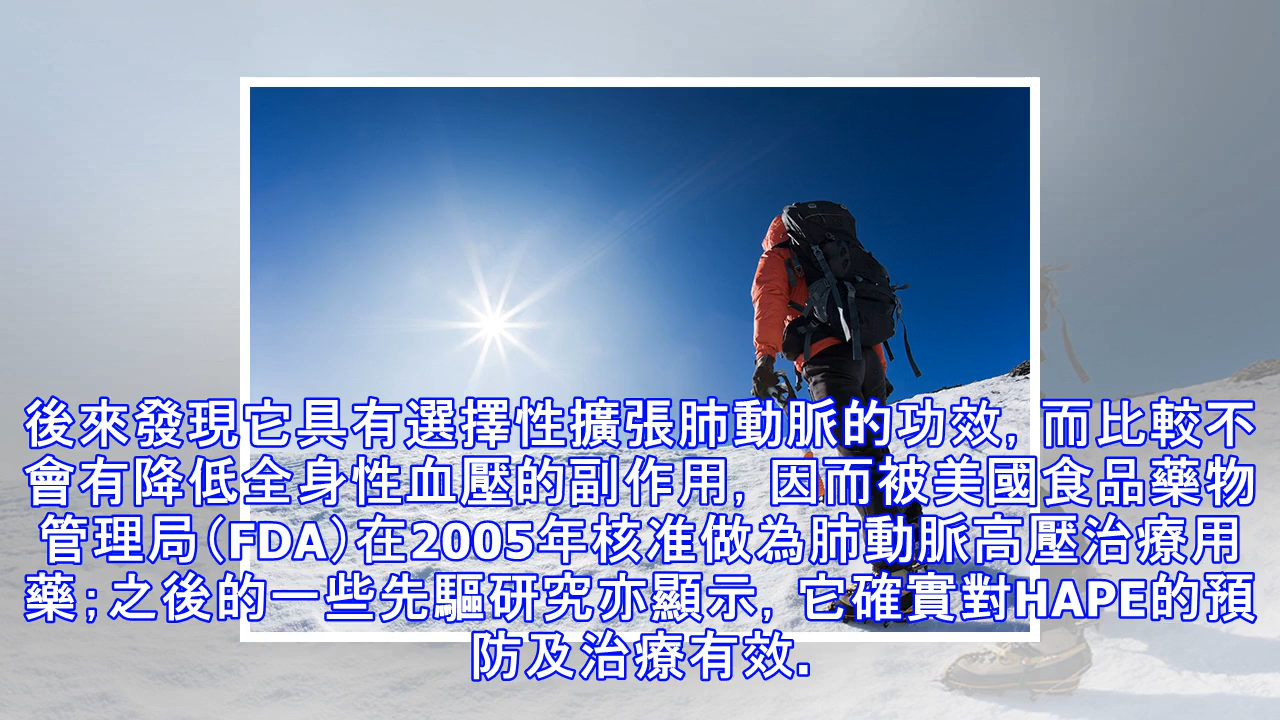 後來發現它具有選擇性擴張肺動脈的功效, 而比較不
會有降低全身性血壓的副作用, 因而被美國食品藥物
管理局(FDA)在2005年核准做為肺動脈高壓治療用
藥;之後的一些先驅研究亦顯示, 它確實對HAPE的預
防及治療有效.